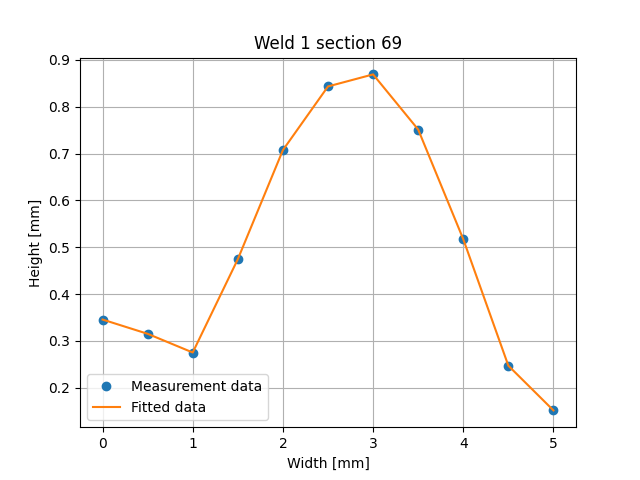 Weld 1 section 69
0.9
0.8
0.7
0.6
0.5
0.4
0.3
0.2
Height [mm]
Measurement data
Fitted data
0 1 2 3 4 5
Width [mm]